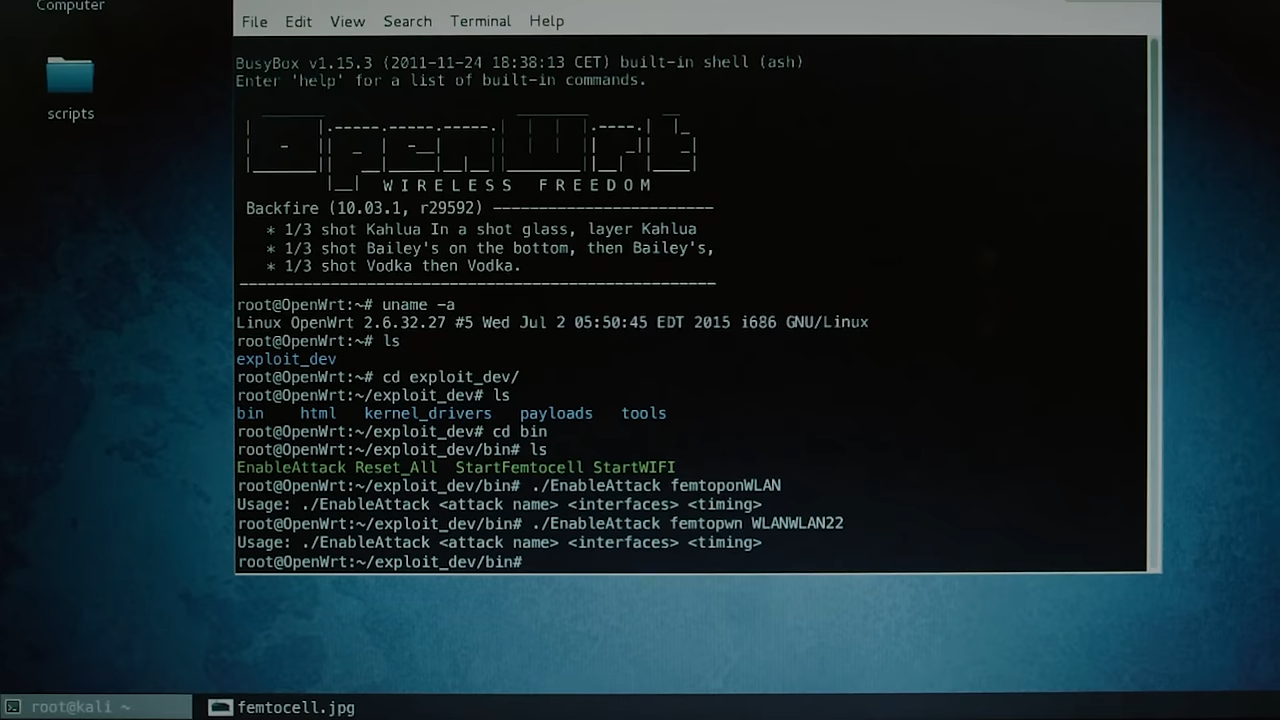 Computer
scripts
File Edit View Search Terminal Help
BusyBox v1.15.3 (2011-11-24 18:38:13 CET) built-in shell (ash)
Enter 'help' for a list of built-in commands.
OpenWrt
WIRELESS FREEDOM
Backfire (10.03.1, r29592)
* 1/3 shot Kahlua In a shot glass, layer Kahlua
* 1/3 shot Bailey's on the bottom, then Bailey's,
* 1/3 shot Vodka then Vodka.
root@OpenWrt:~# uname -a
Linux OpenWrt 2.6.32.27 #5 Wed Jul 2 05:50:45 EDT 2015 i686 GNU/Linux
root@OpenWrt:~# ls
exploit_dev
root@OpenWrt:~# cd exploit_dev/
root@OpenWrt:~/exploit_dev# ls
bin html kernel_drivers payloads tools
root@OpenWrt:~/exploit_dev# cd bin
root@OpenWrt:~/exploit_dev/bin# ls
EnableAttack Reset_All StartFemtocell StartWIFI
root@OpenWrt:~/exploit_dev/bin# ./EnableAttack femtoponWLAN
Usage: ./EnableAttack <attack name> <interfaces> <timing>
root@OpenWrt:~/exploit_dev/bin# ./EnableAttack femtopwn WLANWLAN22
Usage: ./EnableAttack <attack name> <interfaces> <timing>
root@OpenWrt:~/exploit_dev/bin#
root@kali ~
femtocell.jpg